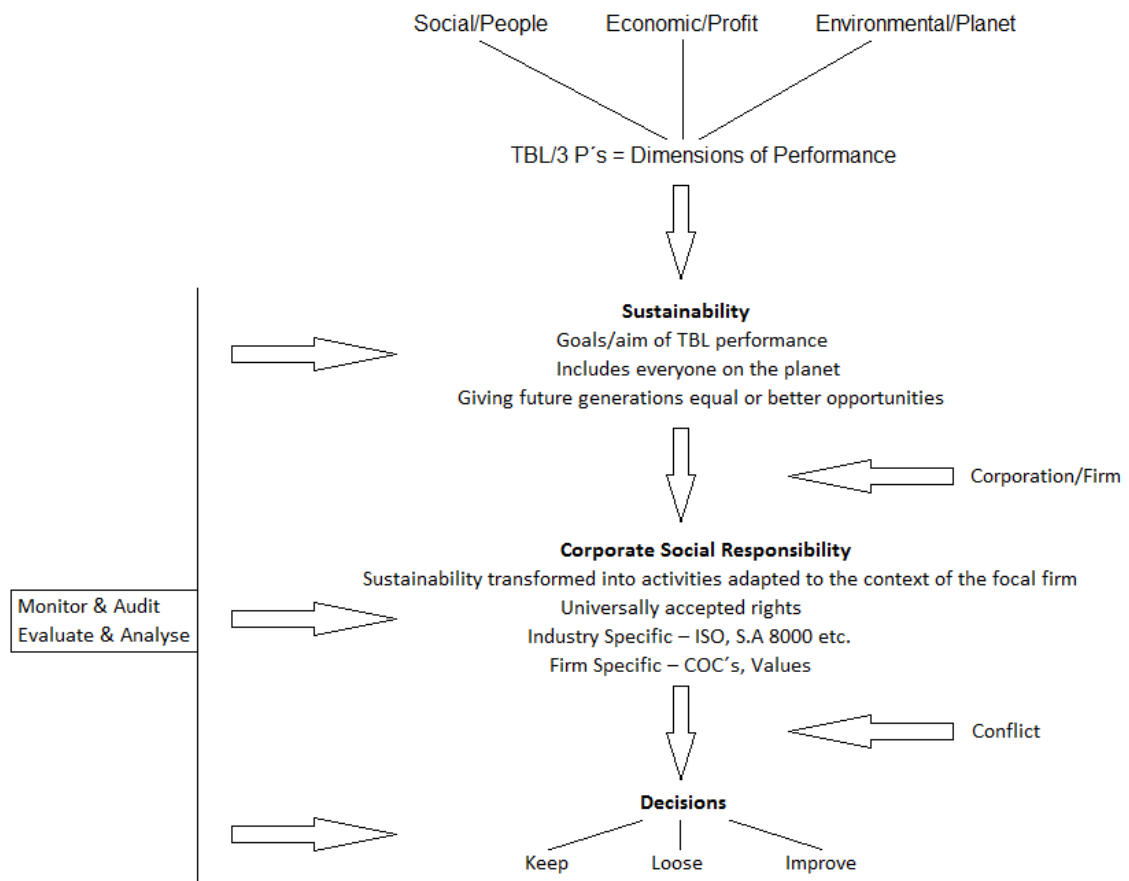 Social/People
Economic/Profit
Environmental/Planet
TBL/3 P´s = Dimensions of Performance
Sustainability
Goals/aim of TBL performance
Includes everyone on the planet
Giving future generations equal or better opportunities
Corporation/Firm
Corporate Social Responsibility
Sustainability transformed into activities adapted to the context of the focal firm
Universally accepted rights
Industry Specific – ISO, S.A 8000 etc.
Firm Specific – COC´s, Values
Monitor & Audit
Evaluate & Analyse
Conflict
Decisions
Keep
Loose
Improve